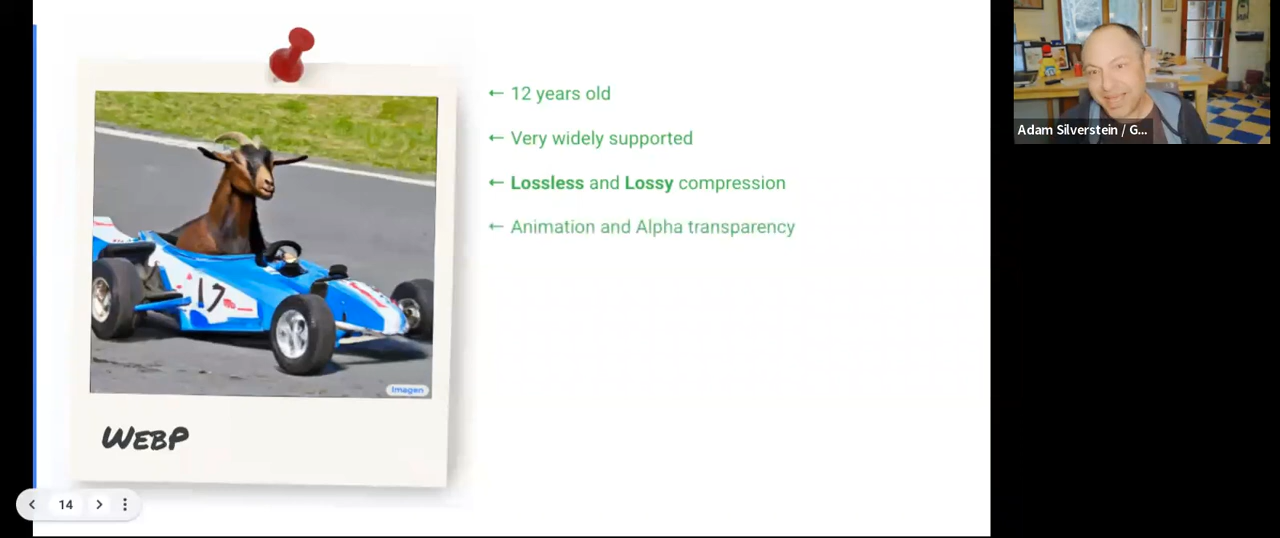 ← 12 years old
← Very widely supported
← Lossless and Lossy compression
← Animation and Alpha transparency
17
Imagen
WebP
14
Adam Silverstein / G...